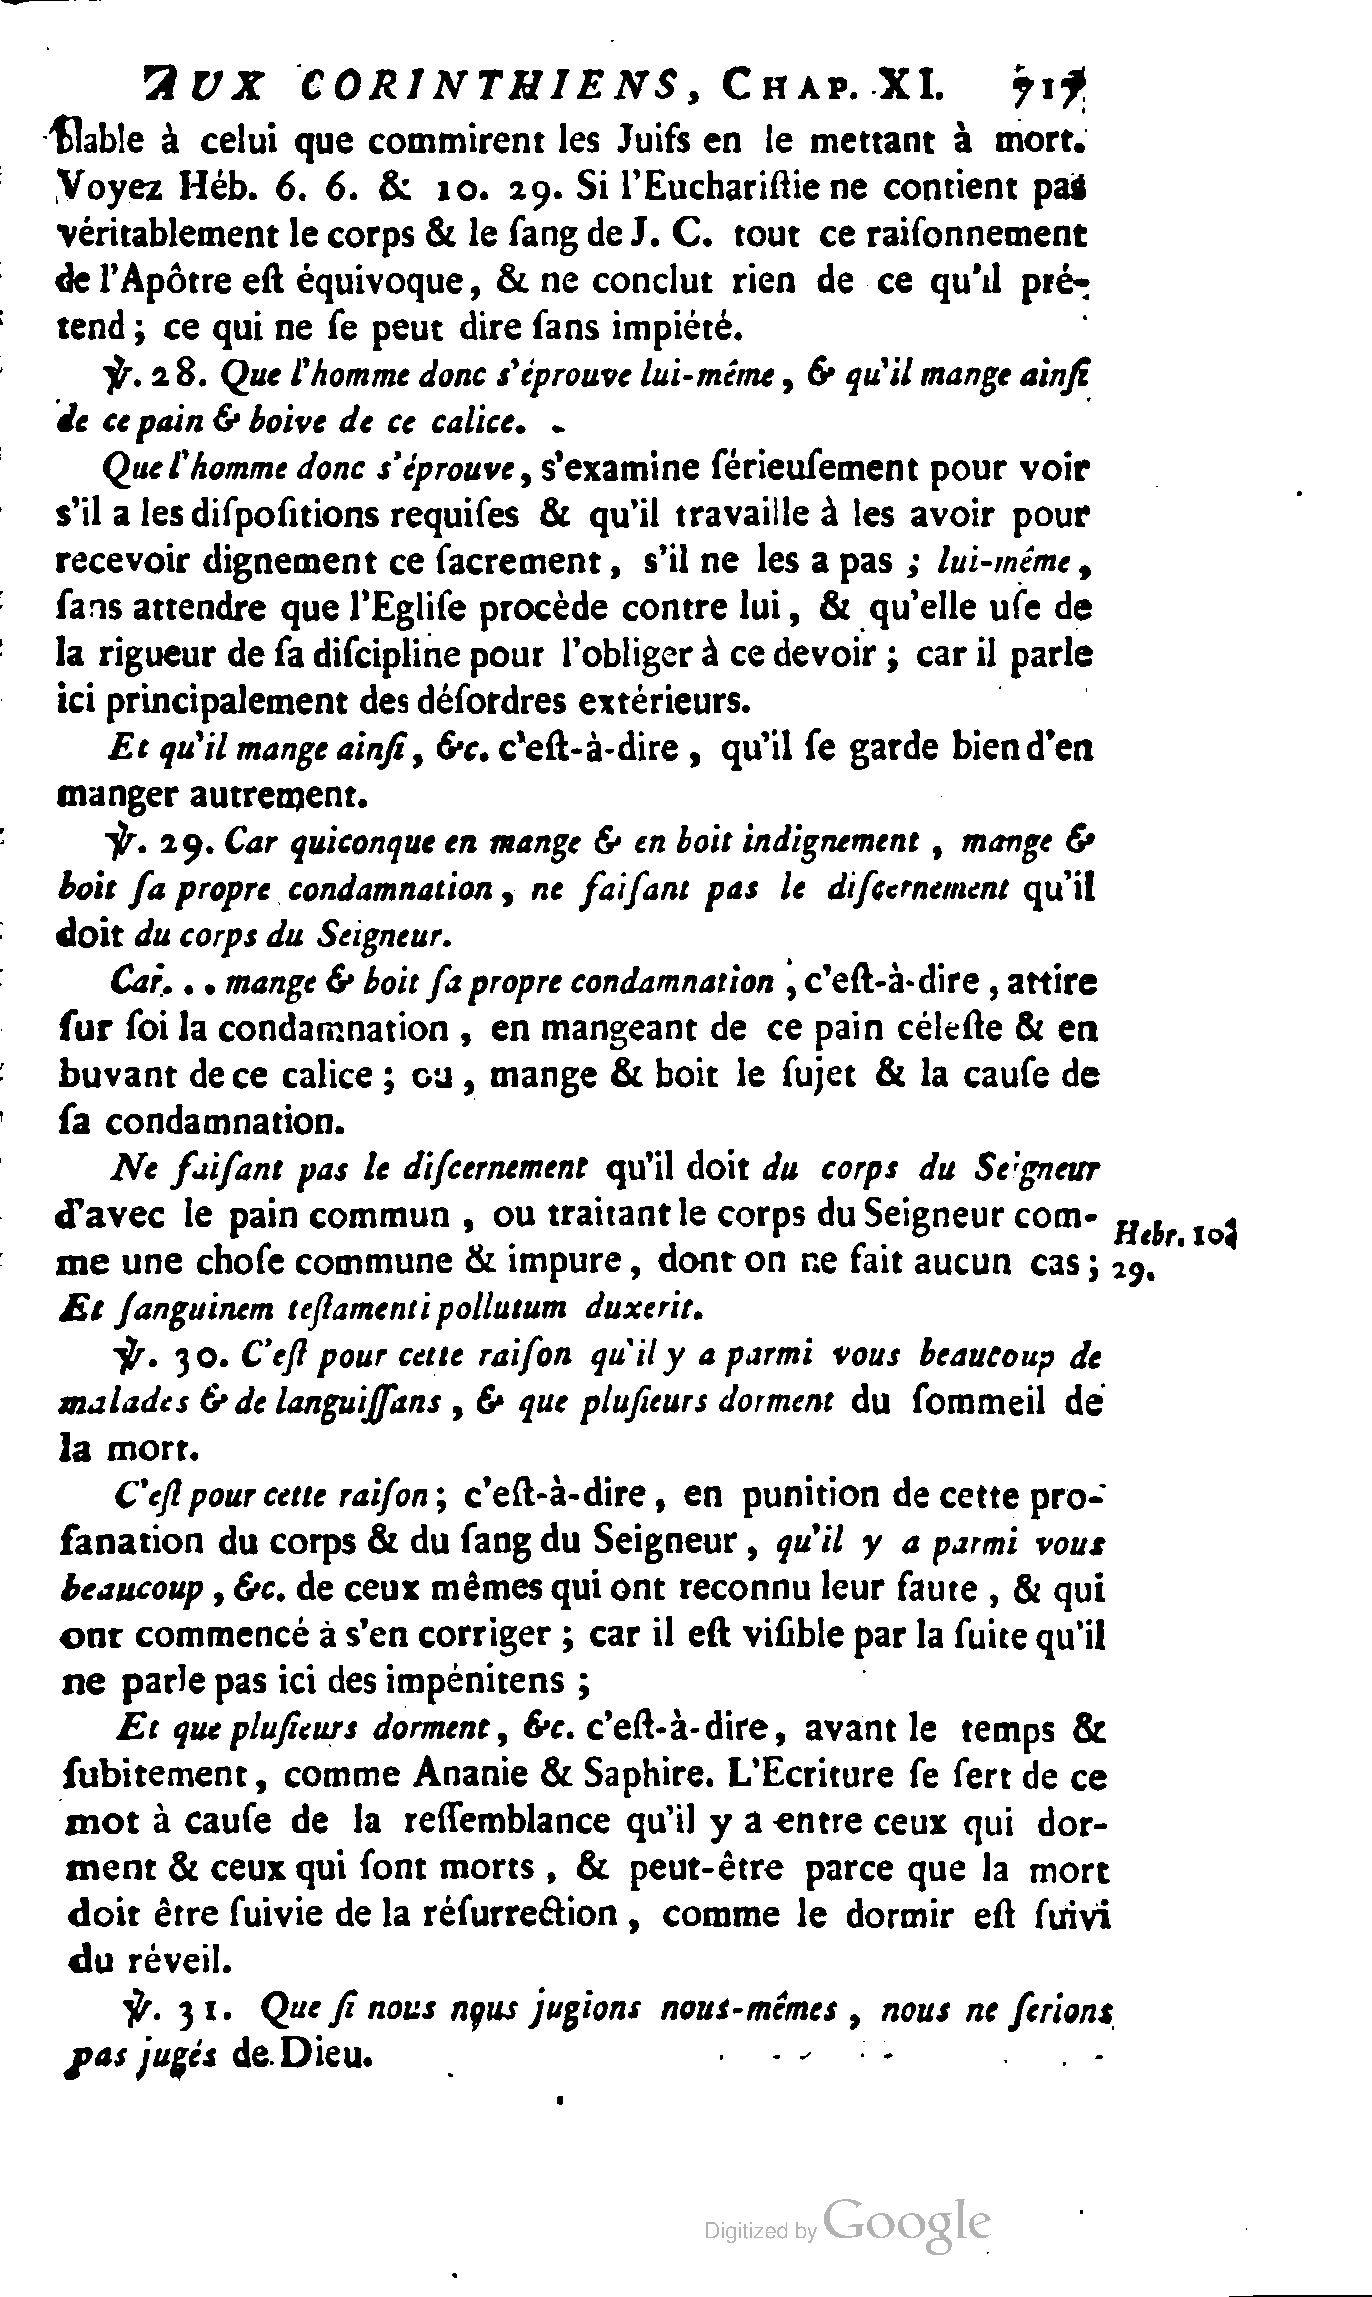 AUX CORINTHIENS, CHAP. XI.
blable à celui que commirent les Juifs en le mettant à mort.
Voyez Héb. 6. 6. & 10. 29. Si l'Euchariſtie ne contient pas
véritablement le corps & le ſang de J. C. tout ce raiſonnement
de l'Apôtre eſt équivoque, & ne conclut rien de ce qu'il pré-
tend ; ce qui ne ſe peut dire ſans impiété.
℣. 28. Que l'homme donc s'éprouve lui-même, & qu'il mange ainſi
de ce pain & boive de ce calice.
Que l'homme donc s'éprouve, s'examine ſérieuſement pour voir
s'il a les diſpoſitions requiſes & qu'il travaille à les avoir pour
recevoir dignement ce ſacrement, s'il ne les a pas ; lui-même,
ſans attendre que l'Egliſe procède contre lui, & qu'elle uſe de
la rigueur de ſa diſcipline pour l'obliger à ce devoir ; car il parle
ici principalement des déſordres extérieurs.
Et qu'il mange ainſi, &c. c'eſt-à-dire, qu'il ſe garde bien d'en
manger autrement.
℣. 29. Car quiconque en mange & en boit indignement, mange &
boit ſa propre condamnation, ne faiſant pas le diſcernement qu'il
doit du corps du Seigneur.
Car... mange & boit ſa propre condamnation ; c'eſt-à-dire, attire
ſur ſoi la condamnation, en mangeant de ce pain céleſte & en
buvant de ce calice ; ou, mange & boit le ſujet & la cauſe de
ſa condamnation.
Ne faiſant pas le diſcernement qu'il doit du corps du Seigneur
d'avec le pain commun, ou traitant le corps du Seigneur com-
Hebr. 10.
me une choſe commune & impure, dont on ne fait aucun cas ;
29.
Et ſanguinem teſtamenti pollutum duxerit.
℣. 30. C'eſt pour cette raiſon qu'il y a parmi vous beaucoup de
malades & de languiſſans, & que pluſieurs dorment du ſommeil de
la mort.
C'eſt pour cette raiſon ; c'eſt-à-dire, en punition de cette pro-
fanation du corps & du ſang du Seigneur, qu'il y a parmi vous
beaucoup, &c. de ceux mêmes qui ont reconnu leur faute, & qui
ont commencé à s'en corriger ; car il eſt viſible par la ſuite qu'il
ne parle pas ici des impénitens ;
Et que pluſieurs dorment, &c. c'eſt-à-dire, avant le temps &
ſubitement, comme Ananie & Saphire. L'Ecriture ſe ſert de ce
mot à cauſe de la reſſemblance qu'il y a entre ceux qui dor-
ment & ceux qui ſont morts, & peut-être parce que la mort
doit être ſuivie de la réſurrection, comme le dormir eſt ſuivi
du réveil.
℣. 31. Que ſi nous nous jugions nous-mêmes, nous ne ſerions
pas jugés de Dieu.
Digitized by Google